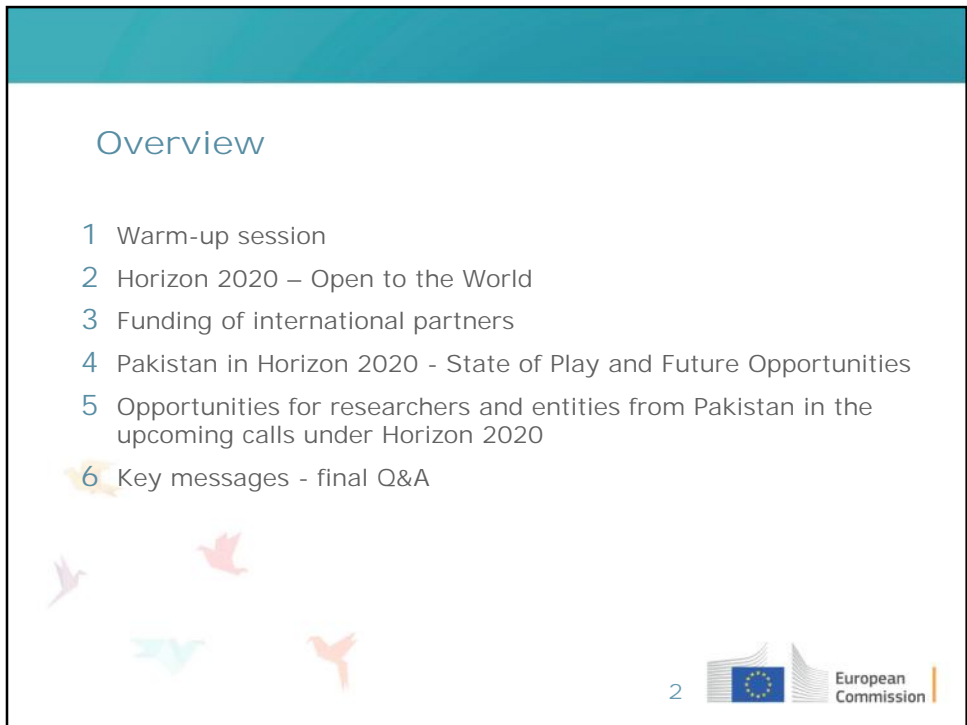 Overview
1 Warm-up session
2 Horizon 2020 – Open to the World
3 Funding of international partners
4 Pakistan in Horizon 2020 - State of Play and Future Opportunities
5 Opportunities for researchers and entities from Pakistan in the
upcoming calls under Horizon 2020
6 Key messages - final Q&A
2
European
Commission